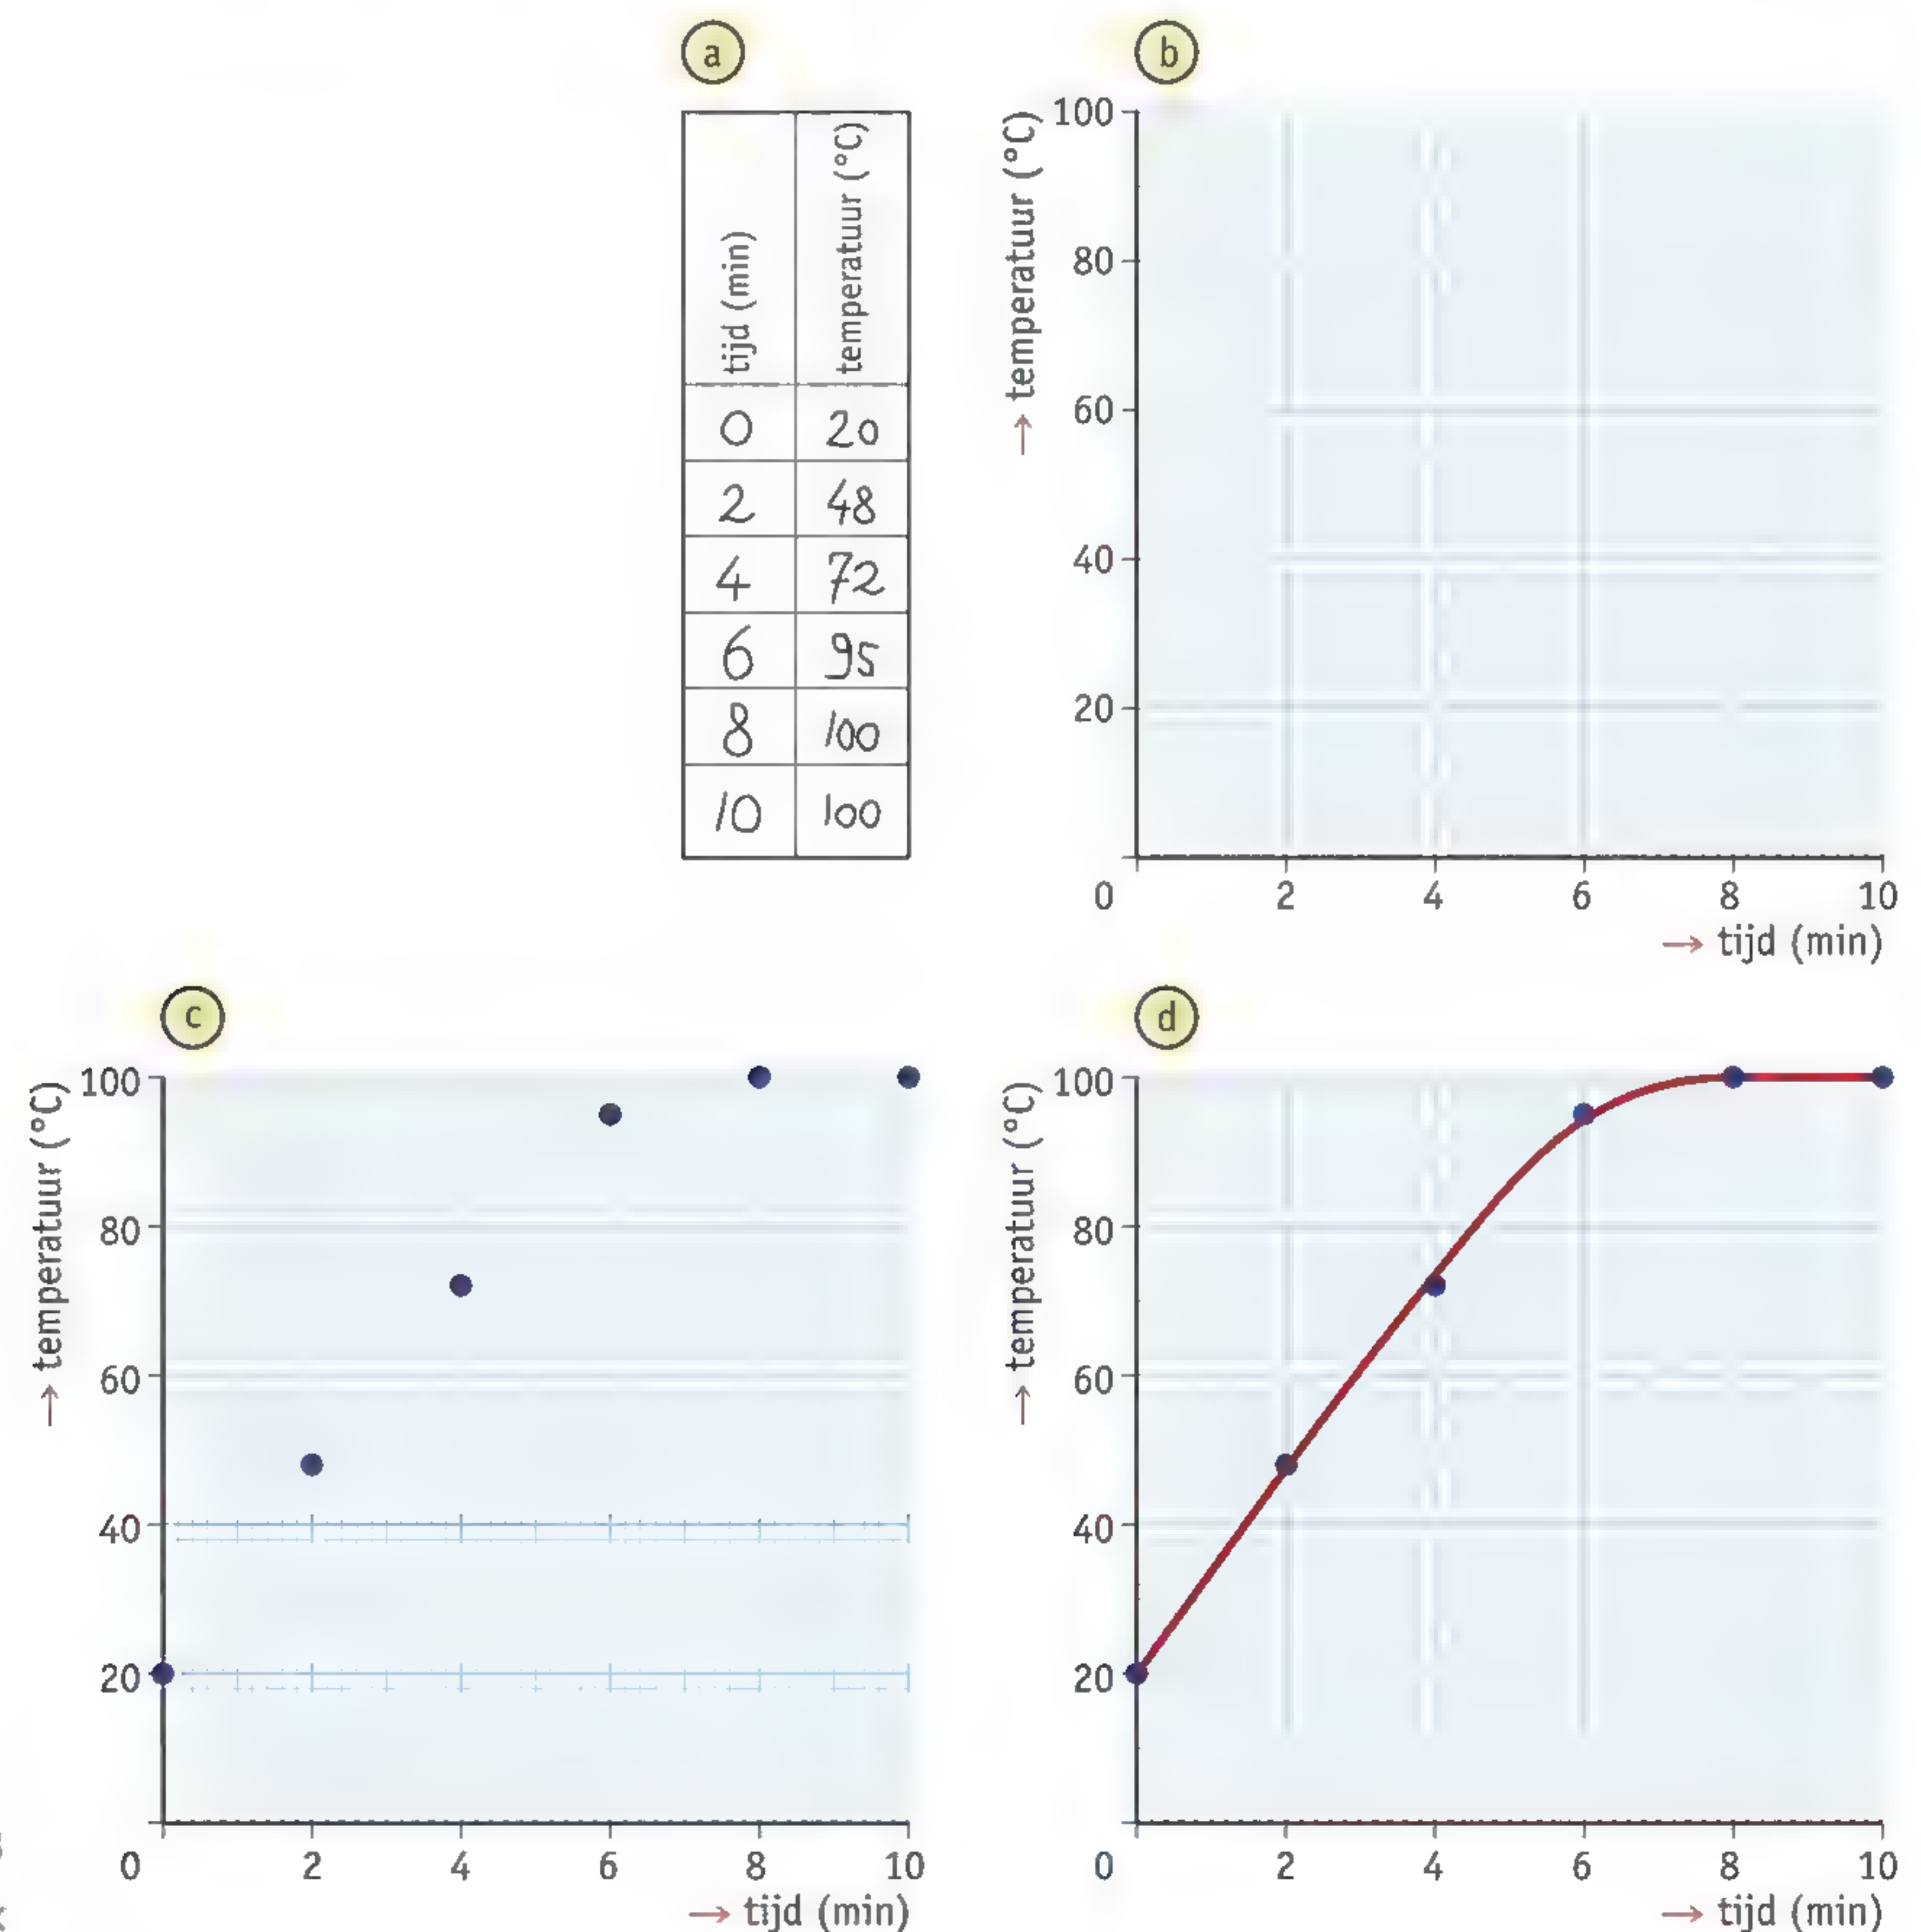 a
tijd (min) temperatuur (°C)
0 20
2 48
4 72
6 95
8 100
10 100
b
→ temperatuur (°C)
100
80
60
40
20
0 2 4 6 8 10
→ tijd (min)
c
→ temperatuur (°C)
100
80
60
40
20
0 2 4 6 8 10
→ tijd (min)
d
→ temperatuur (°C)
100
80
60
40
20
0 2 4 6 8 10
→ tijd (min)